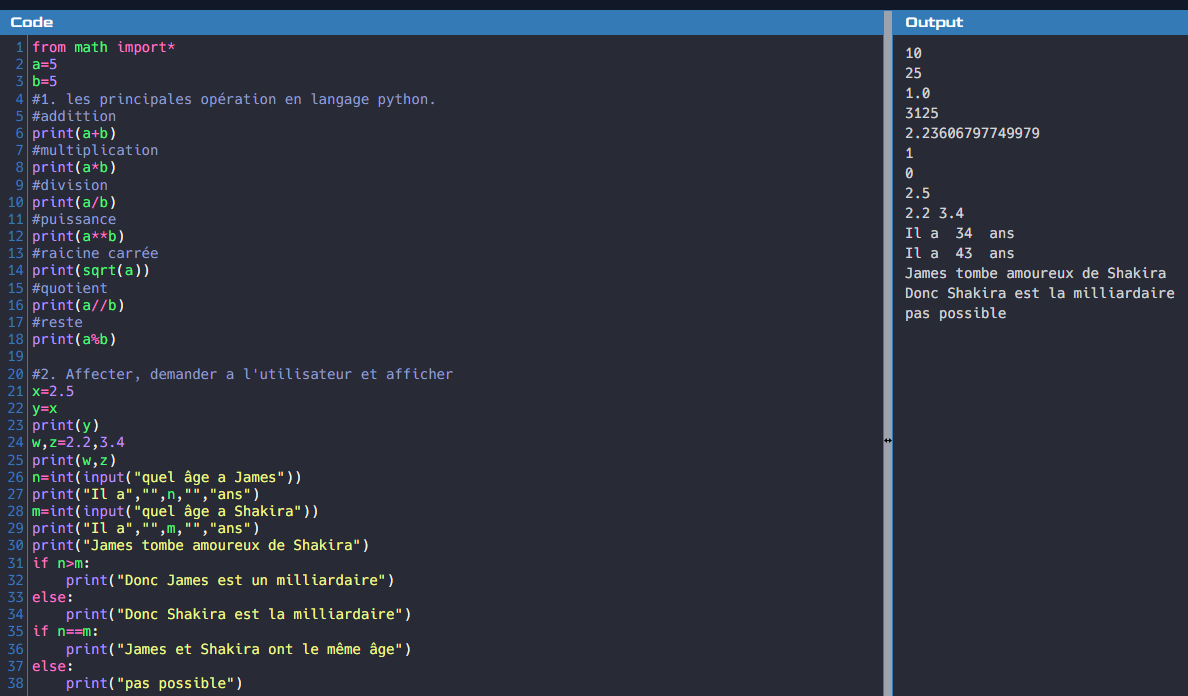 Code
1 from math import*
2 a=5
3 b=5
4 #1. les principales opération en langage python.
5 #addittion
6 print(a+b)
7 #multiplication
8 print(a*b)
9 #division
10 print(a/b)
11 #puissance
12 print(a**b)
13 #raicine carrée
14 print(sqrt(a))
15 #quotient
16 print(a//b)
17 #reste
18 print(a%b)
19
20 #2. Affecter, demander a l'utilisateur et afficher
21 x=2.5
22 y=x
23 print(y)
24 w,z=2.2,3.4
25 print(w,z)
26 n=int(input("quel âge a James"))
27 print("Il a","",n,"","ans")
28 m=int(input("quel âge a Shakira"))
29 print("Il a","",m,"","ans")
30 print("James tombe amoureux de Shakira")
31 if n>m:
32     print("Donc James est un milliardaire")
33 else:
34     print("Donc Shakira est la milliardaire")
35 if n==m:
36     print("James et Shakira ont le même âge")
37 else:
38     print("pas possible")
Output
10
25
1.0
3125
2.23606797749979
1
0
2.5
2.2 3.4
Il a  34  ans
Il a  43  ans
James tombe amoureux de Shakira
Donc Shakira est la milliardaire
pas possible